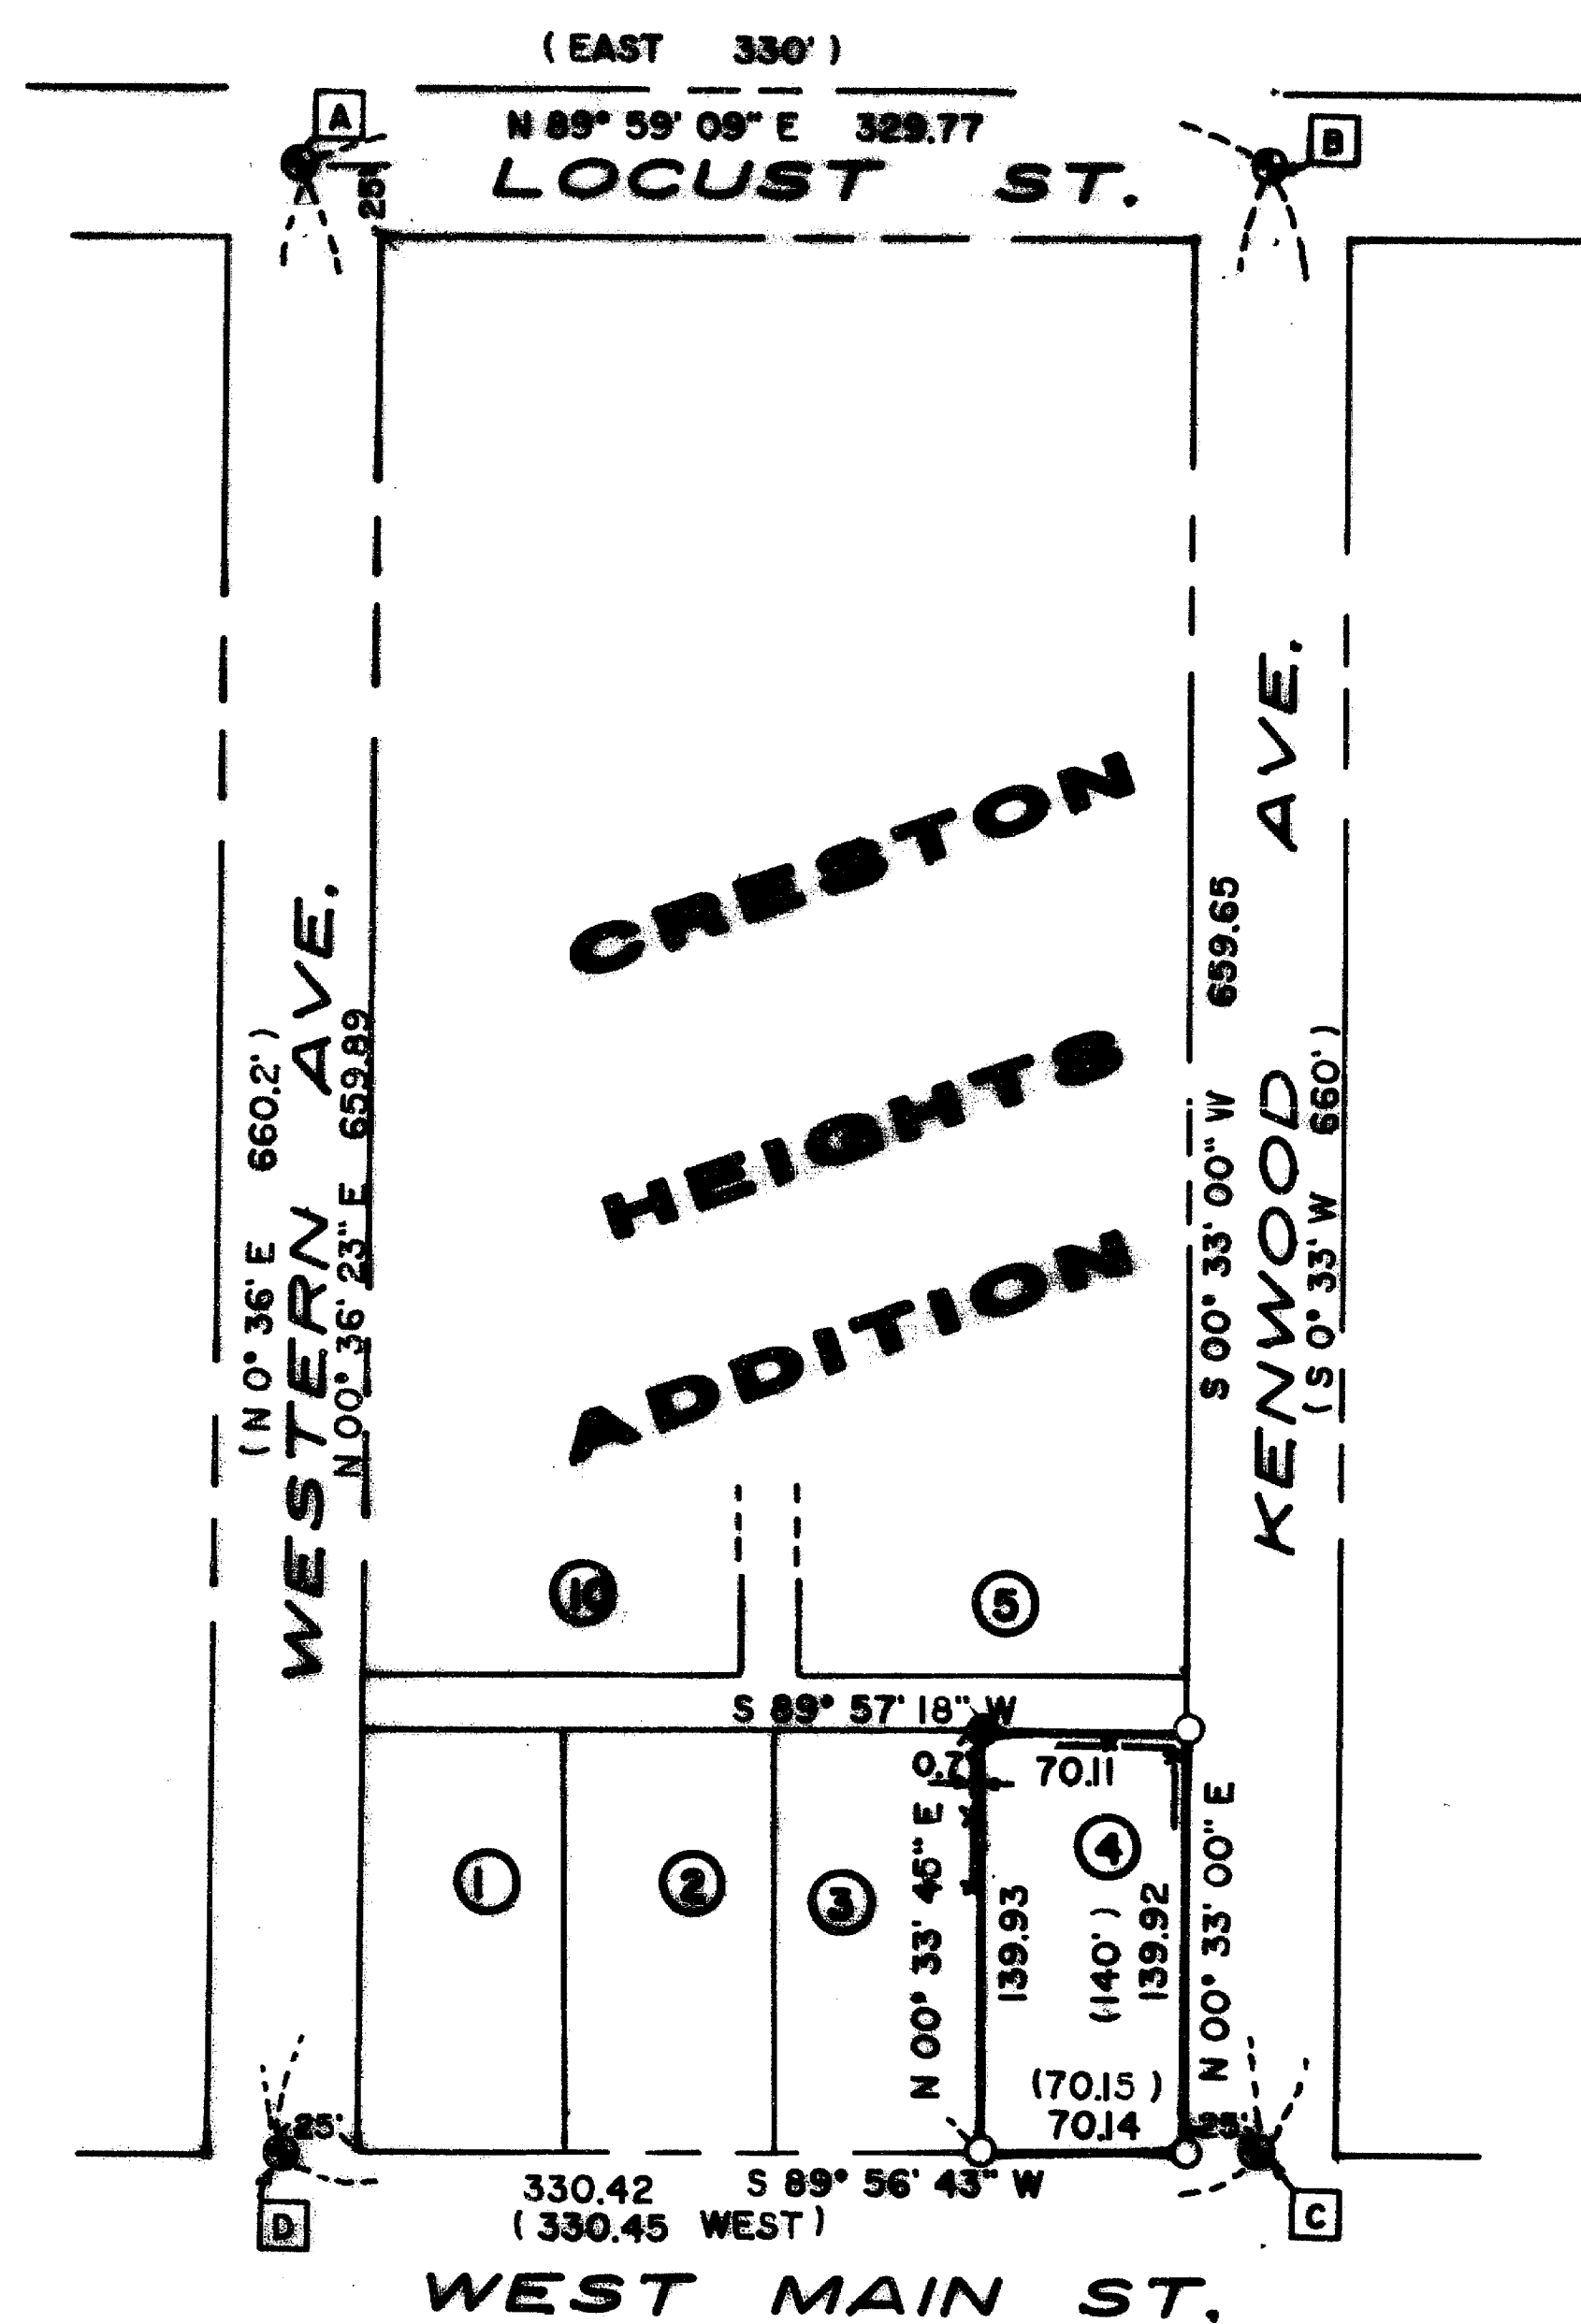 ( EAST 330' )
A
N 89° 59' 09" E 329.77
B
25'
LOCUST ST.
CRESTON
HEIGHTS
ADDITION
WESTERN AVE.
(N 0° 36' E 660.2')
N 00° 36' 23" E 659.89
S 00° 33' 00" W 659.65
KENWOOD AVE.
(S 0° 33' W 660')
10
5
S 89° 57' 18" W
0.7'
70.11
1
2
3
4
N 00° 33' 45" E
139.93
(140')
139.92
N 00° 33' 00" E
(70.15)
70.14
25'
25'
330.42
S 89° 56' 43" W
(330.45 WEST)
D
C
WEST MAIN ST.